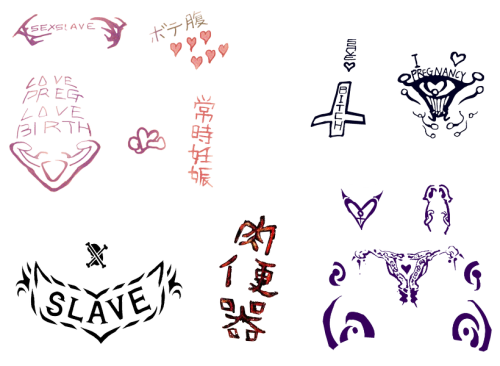 SEXSLAVE
ボテ腹
LOVE
PREG
LOVE
BIRTH
常時妊娠
BITCH
I
PREGNANCY
SLAVE
肉便器